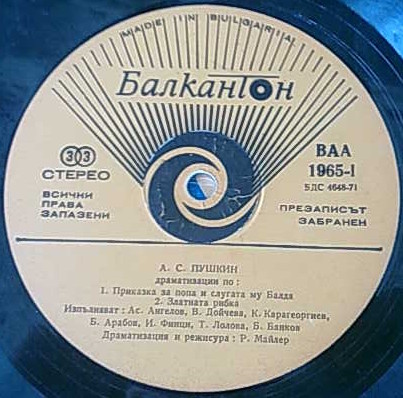 MADE IN BULGARIA
Балкантон
33
СТЕРЕО
ВСИЧКИ
ПРАВА
ЗАПАЗЕНИ
ВАА
1965-I
БДС 4648-71
ПРЕЗАПИСЪТ
ЗАБРАНЕН
А. С. ПУШКИН
драматизации по :
1. Приказка за попа и слугата му Балда
2. Златната рибка
Изпълняват : Ас. Ангелов, В. Дойчева, К. Карагеоргиев,
Б. Арабов, И. Финци, Т. Лолова, Б. Банков
Драматизация и режисура : Р. Майлер